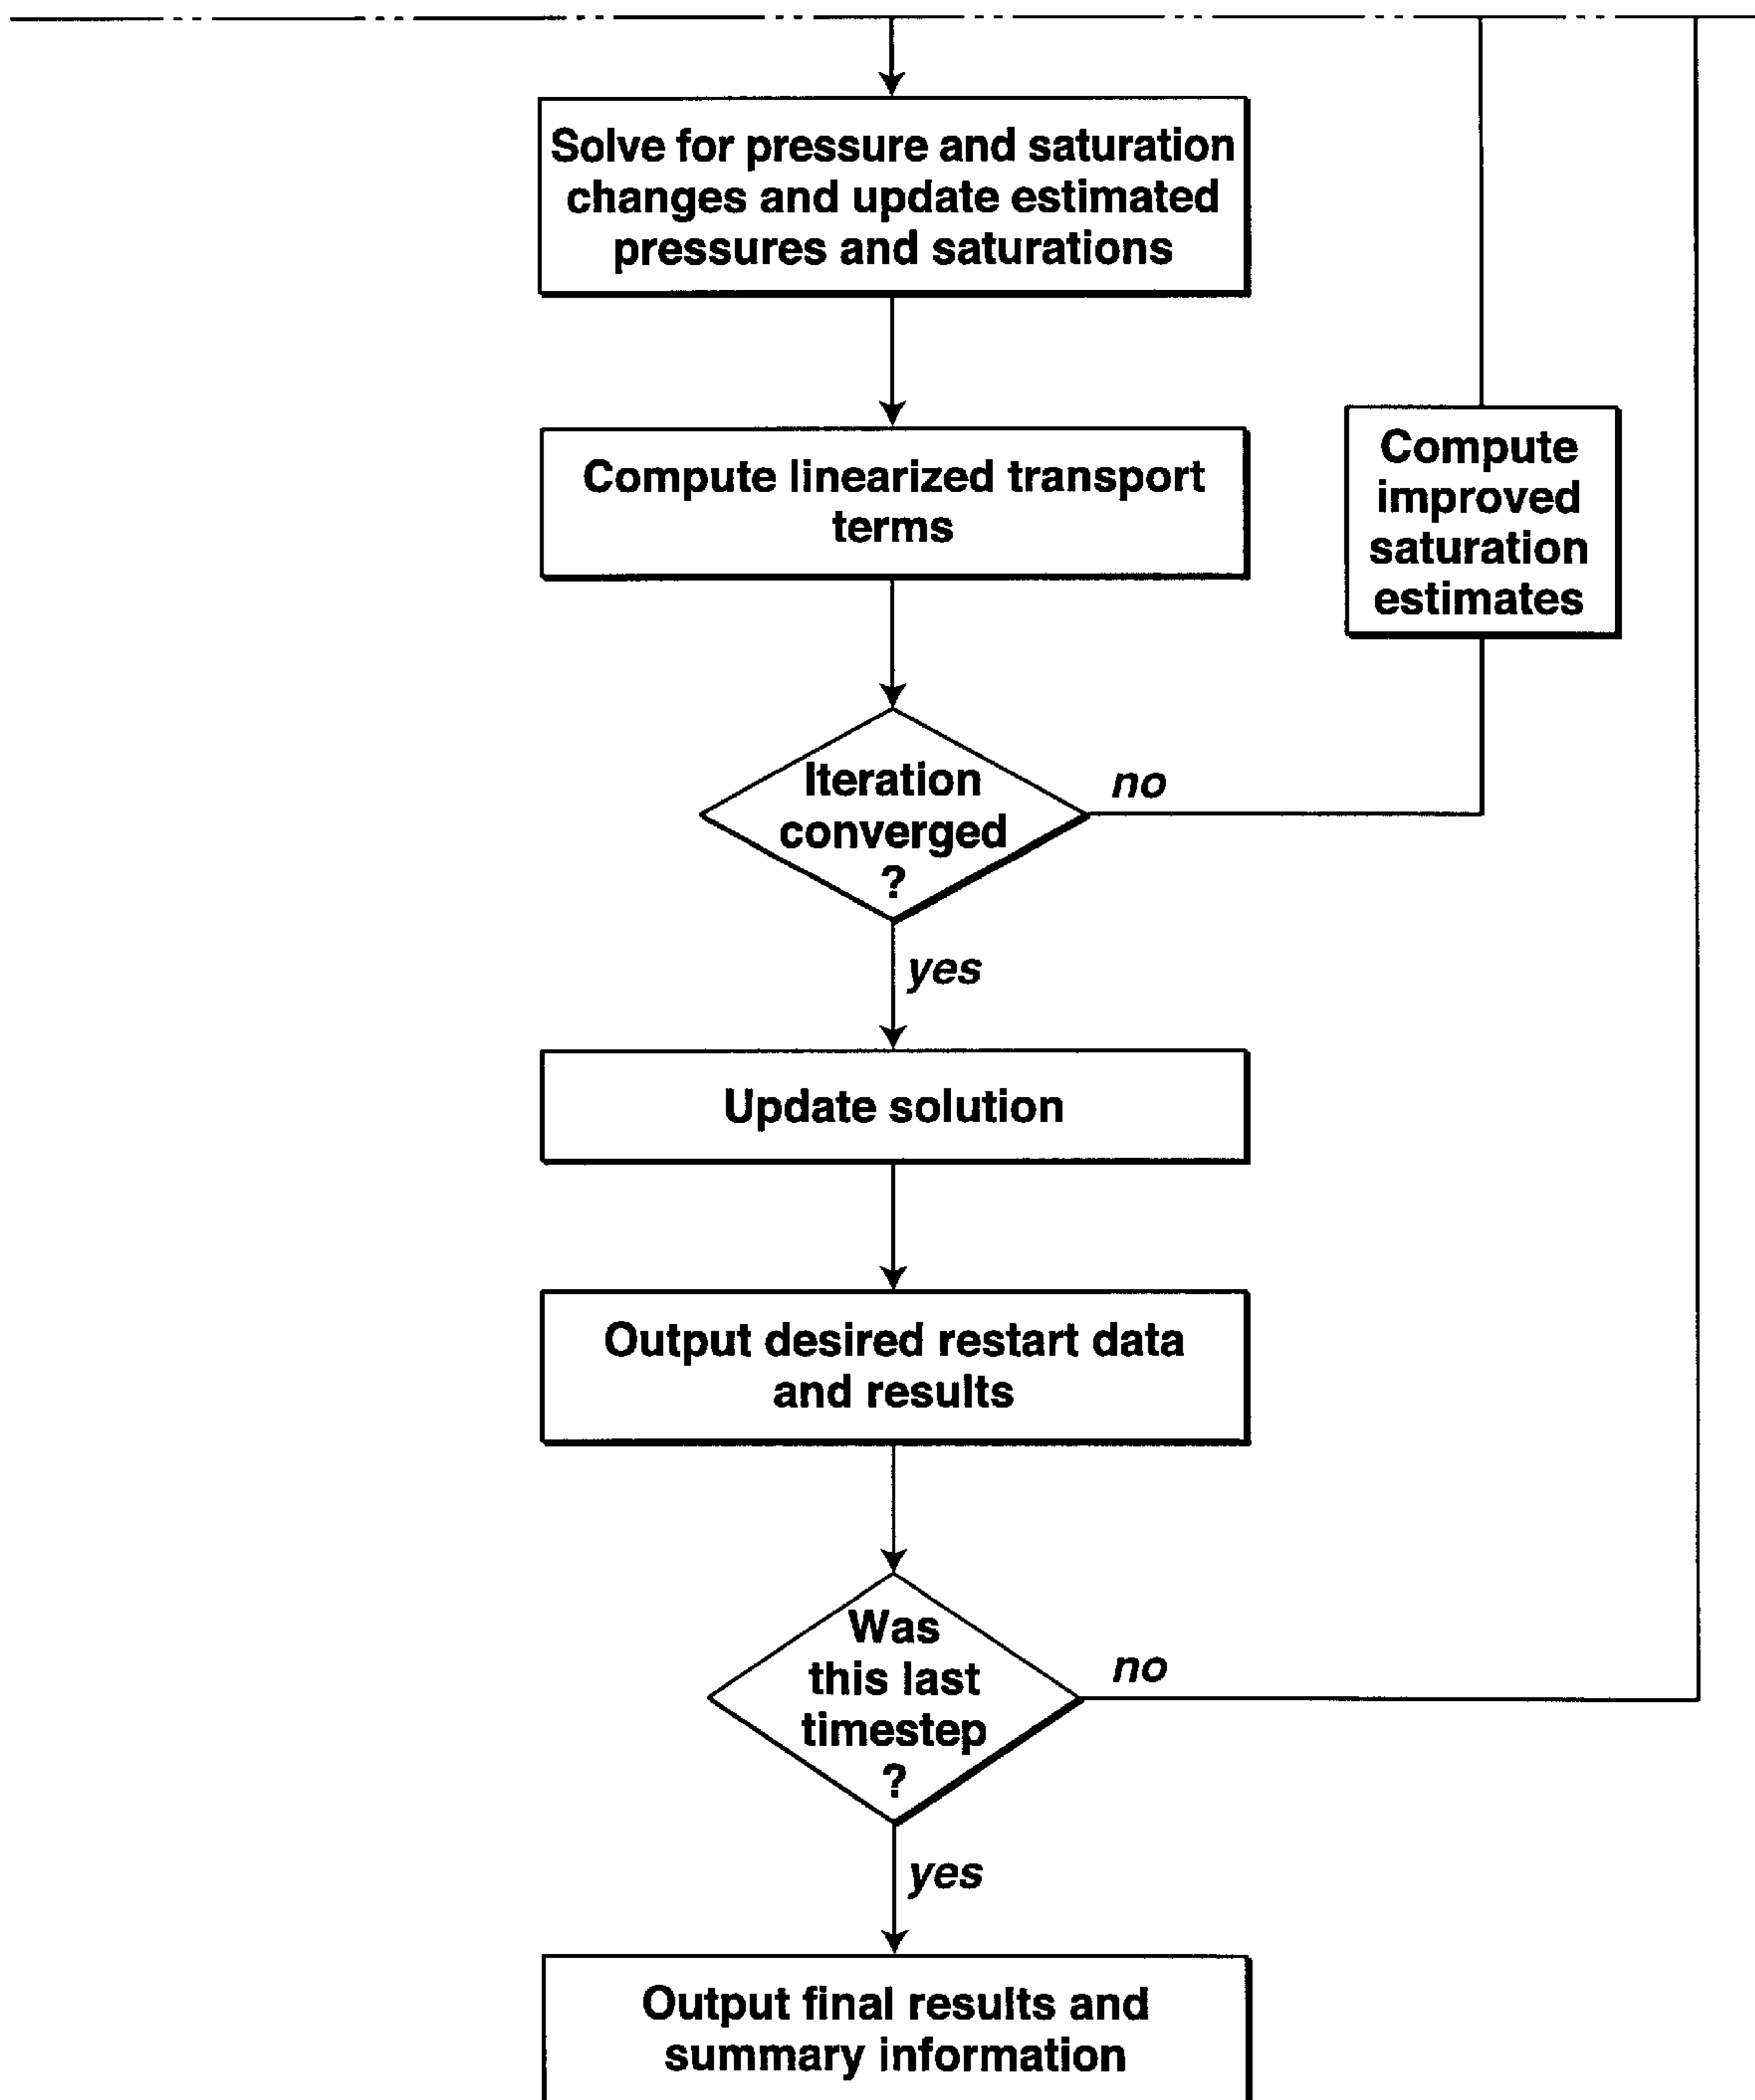 Solve for pressure and saturation
changes and update estimated
pressures and saturations
Compute linearized transport
terms
Compute
improved
saturation
estimates
Iteration
converged
?
no
yes
Update solution
Output desired restart data
and results
Was
this last
timestep
?
no
yes
Output final results and
summary information